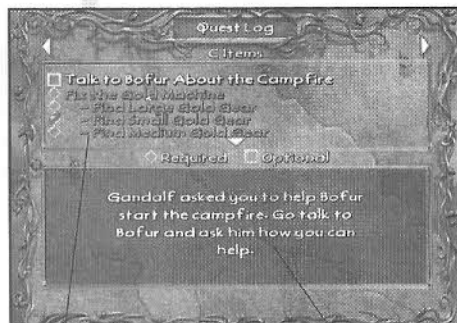 Quest Log
C Items
Talk to Bofur About the Campfire
Fix the Gold Machine
- Find Large Gold Gear
- Find Small Gold Gear
- Find Medium Gold Gear
Required Optional
Gandalf asked you to help Bofur
start the campfire. Go talk to
Bofur and ask him how you can
help.